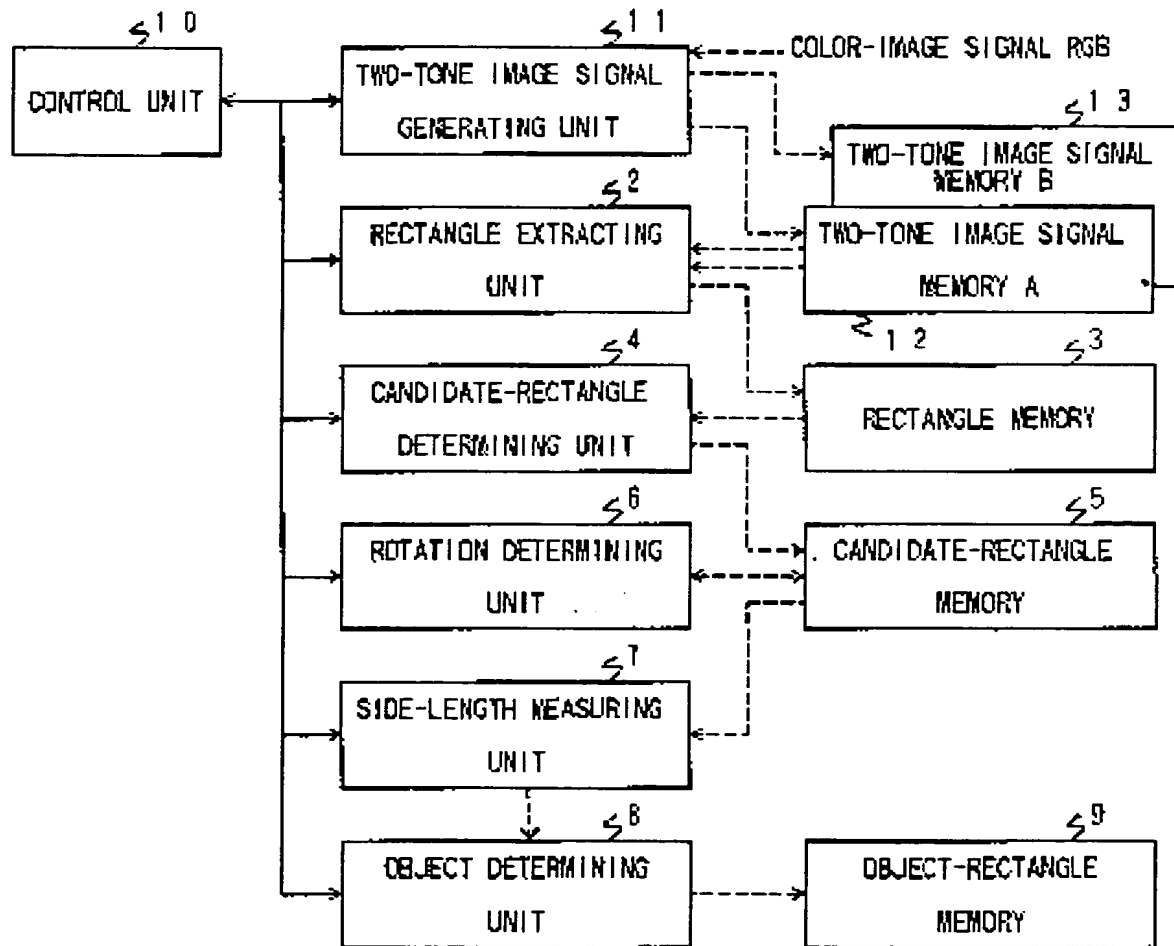 10
CONTROL UNIT
11
TWO-TONE IMAGE SIGNAL
GENERATING UNIT
COLOR-IMAGE SIGNAL RGB
13
TWO-TONE IMAGE SIGNAL
MEMORY B
2
RECTANGLE EXTRACTING
UNIT
TWO-TONE IMAGE SIGNAL
MEMORY A
12
4
CANDIDATE-RECTANGLE
DETERMINING UNIT
3
RECTANGLE MEMORY
6
ROTATION DETERMINING
UNIT
5
CANDIDATE-RECTANGLE
MEMORY
7
SIDE-LENGTH MEASURING
UNIT
8
OBJECT DETERMINING
UNIT
9
OBJECT-RECTANGLE
MEMORY